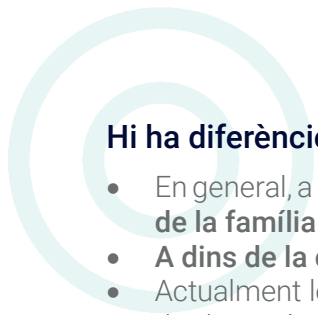 Hi ha diferènci
• En general, a
de la família
• A dins de la
• Actualment